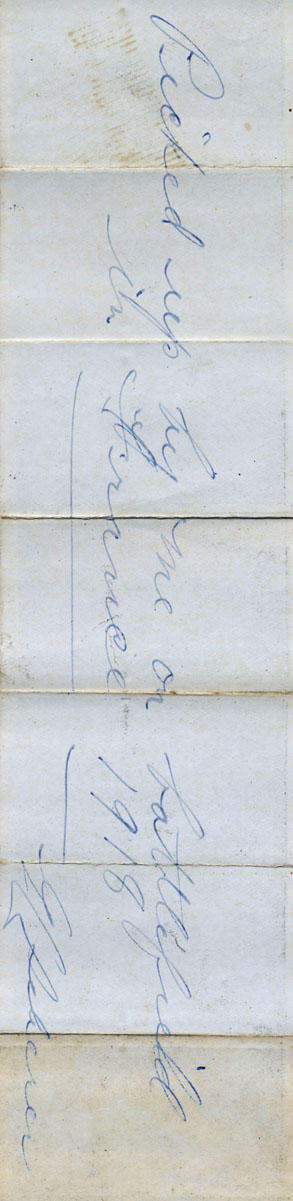 Picked up by me on battlefield
in France 1918